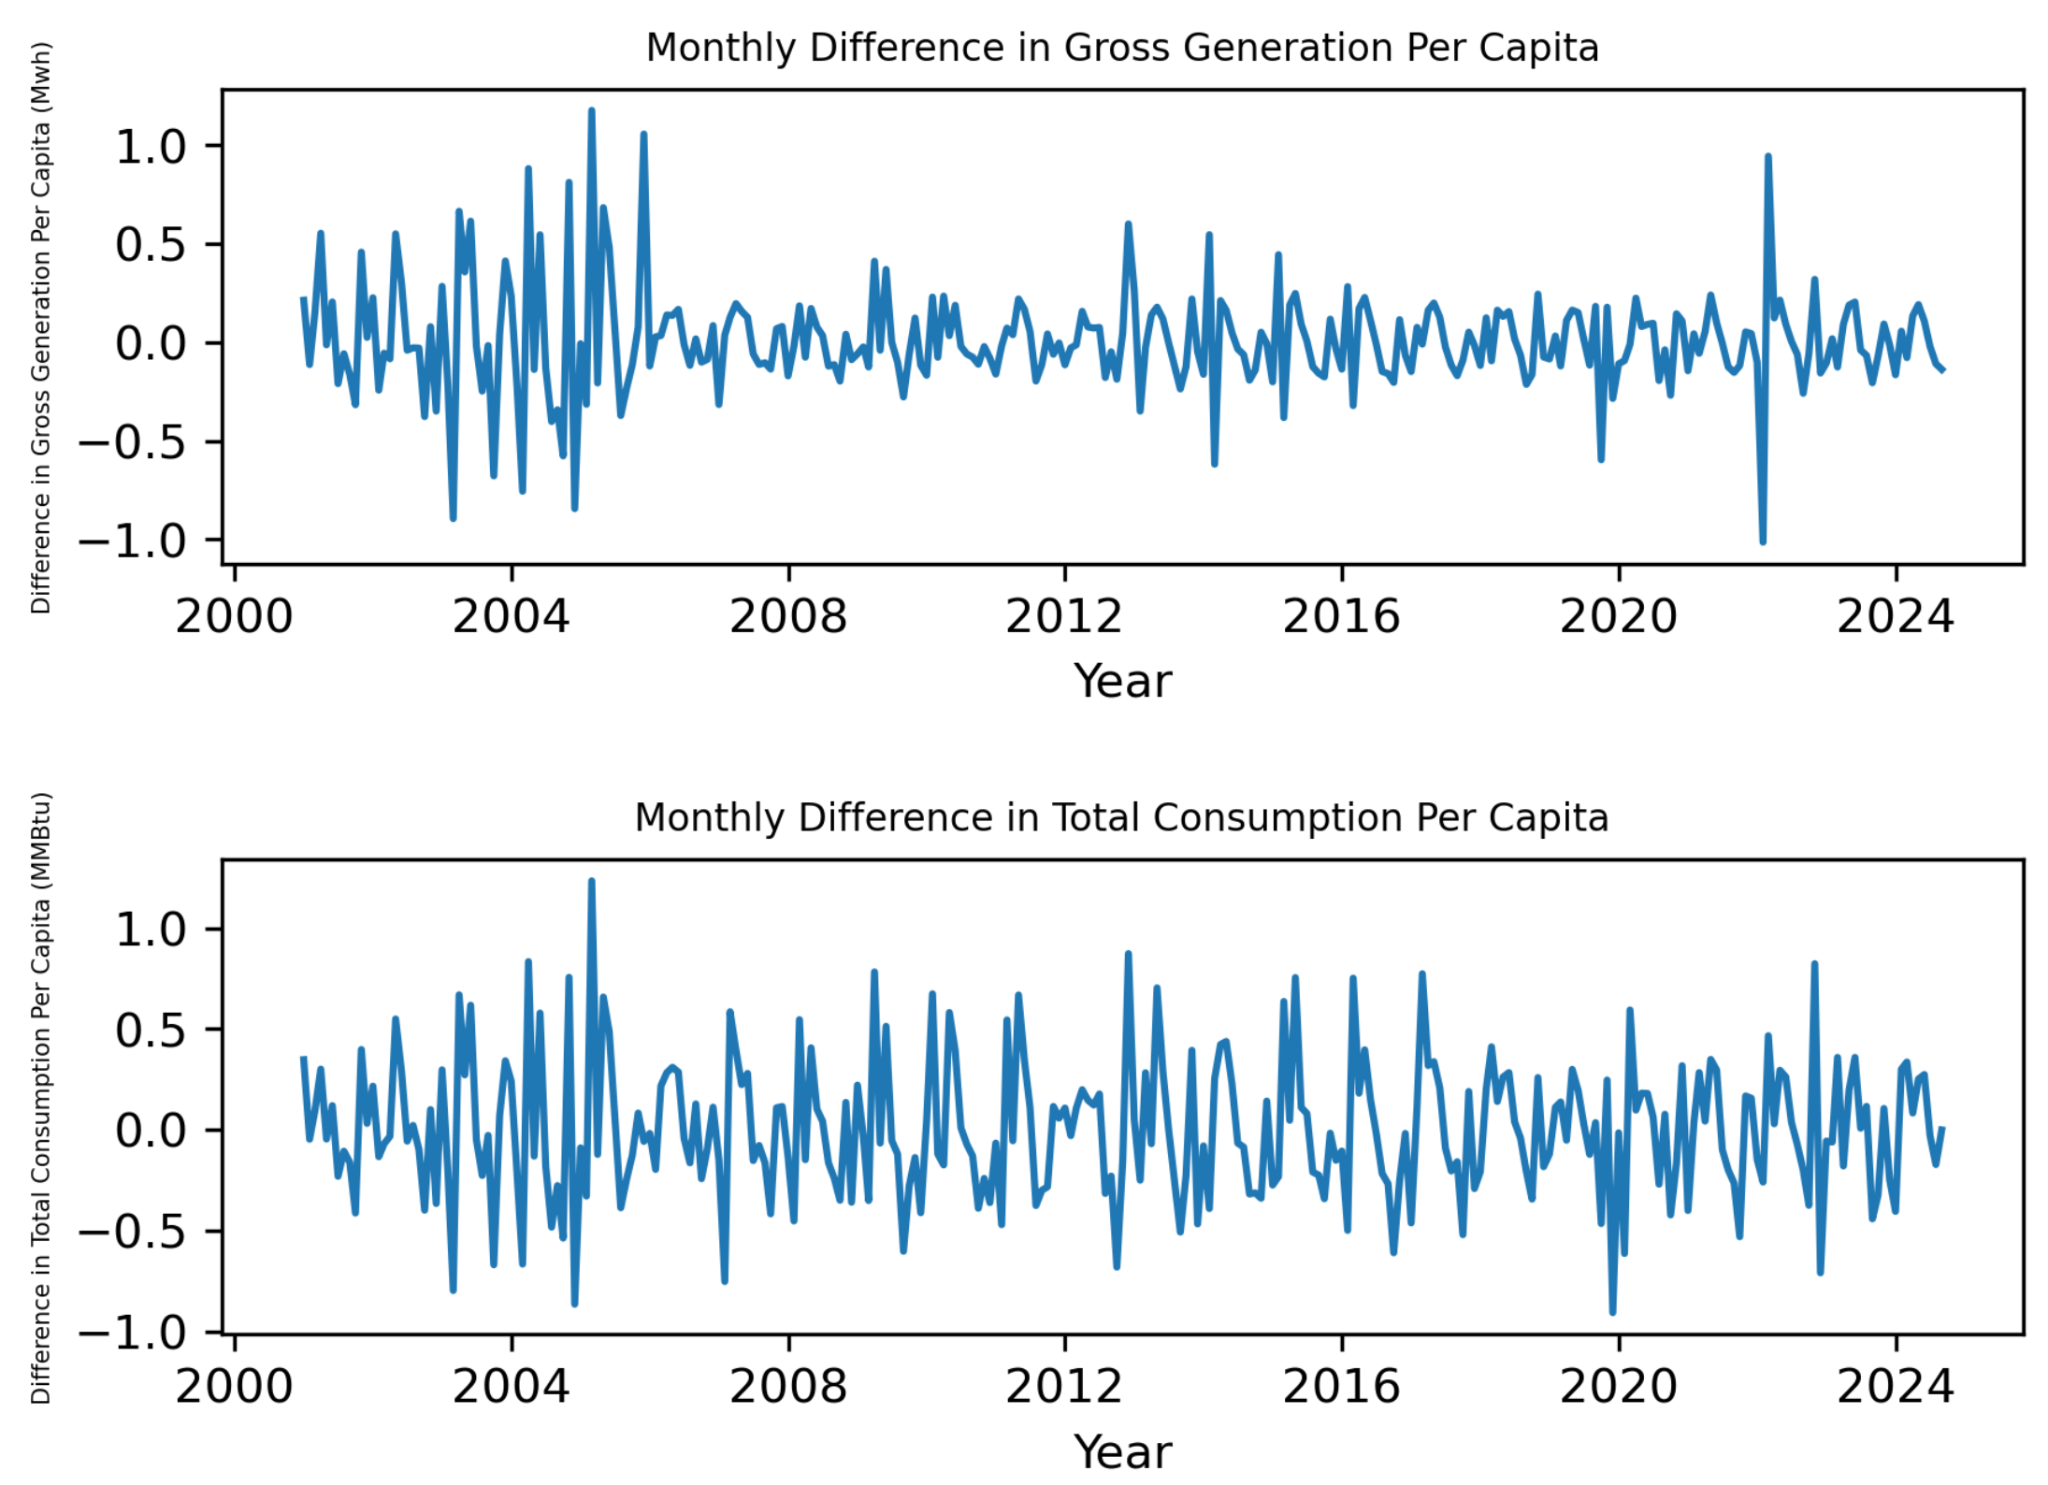 Monthly Difference in Gross Generation Per Capita
Difference in Gross Generation Per Capita (Mwh)
1.0
0.5
0.0
−0.5
−1.0
2000 2004 2008 2012 2016 2020 2024
Year
Monthly Difference in Total Consumption Per Capita
Difference in Total Consumption Per Capita (MMBtu)
1.0
0.5
0.0
−0.5
−1.0
2000 2004 2008 2012 2016 2020 2024
Year